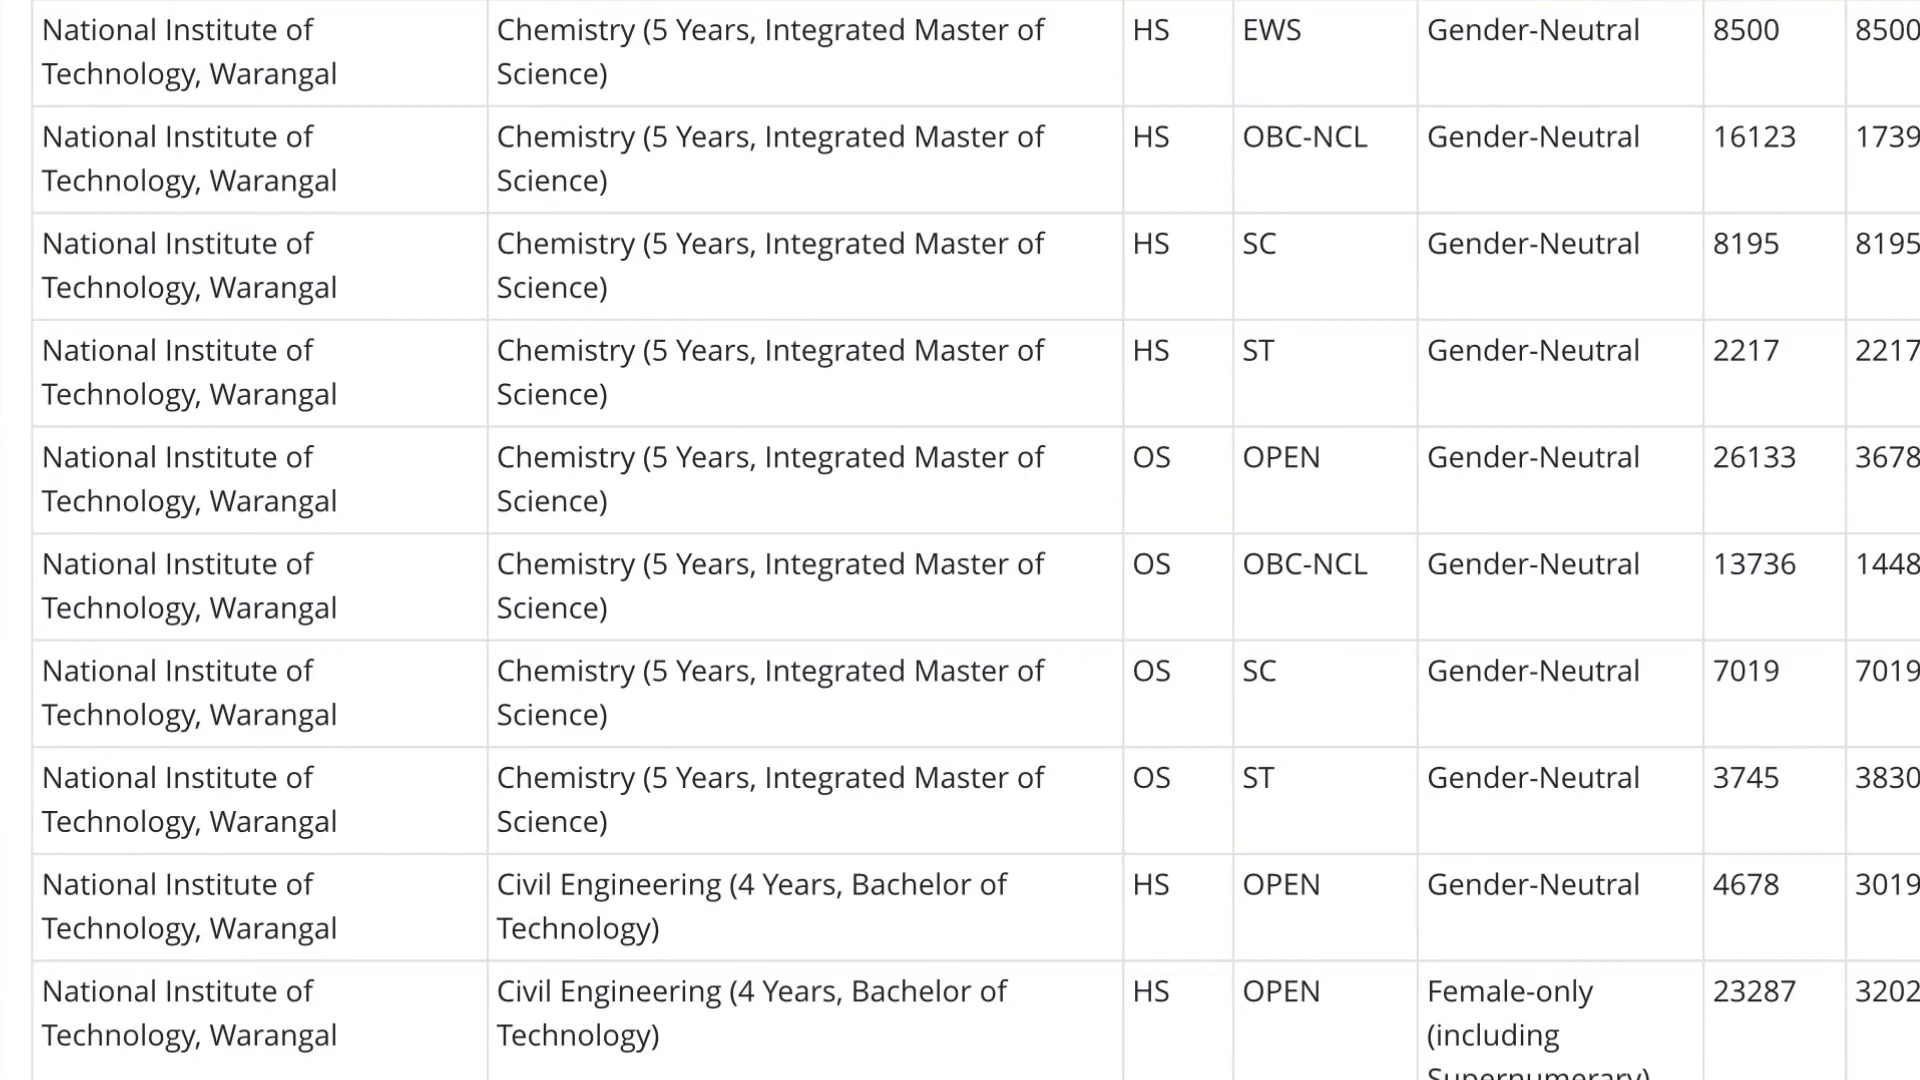 National Institute of Technology, Warangal Chemistry (5 Years, Integrated Master of Science) HS EWS Gender-Neutral 8500 8500
National Institute of Technology, Warangal Chemistry (5 Years, Integrated Master of Science) HS OBC-NCL Gender-Neutral 16123 1739
National Institute of Technology, Warangal Chemistry (5 Years, Integrated Master of Science) HS SC Gender-Neutral 8195 8195
National Institute of Technology, Warangal Chemistry (5 Years, Integrated Master of Science) HS ST Gender-Neutral 2217 2217
National Institute of Technology, Warangal Chemistry (5 Years, Integrated Master of Science) OS OPEN Gender-Neutral 26133 3678
National Institute of Technology, Warangal Chemistry (5 Years, Integrated Master of Science) OS OBC-NCL Gender-Neutral 13736 1448
National Institute of Technology, Warangal Chemistry (5 Years, Integrated Master of Science) OS SC Gender-Neutral 7019 7019
National Institute of Technology, Warangal Chemistry (5 Years, Integrated Master of Science) OS ST Gender-Neutral 3745 3830
National Institute of Technology, Warangal Civil Engineering (4 Years, Bachelor of Technology) HS OPEN Gender-Neutral 4678 3019
National Institute of Technology, Warangal Civil Engineering (4 Years, Bachelor of Technology) HS OPEN Female-only (including Supernumerary) 23287 3202